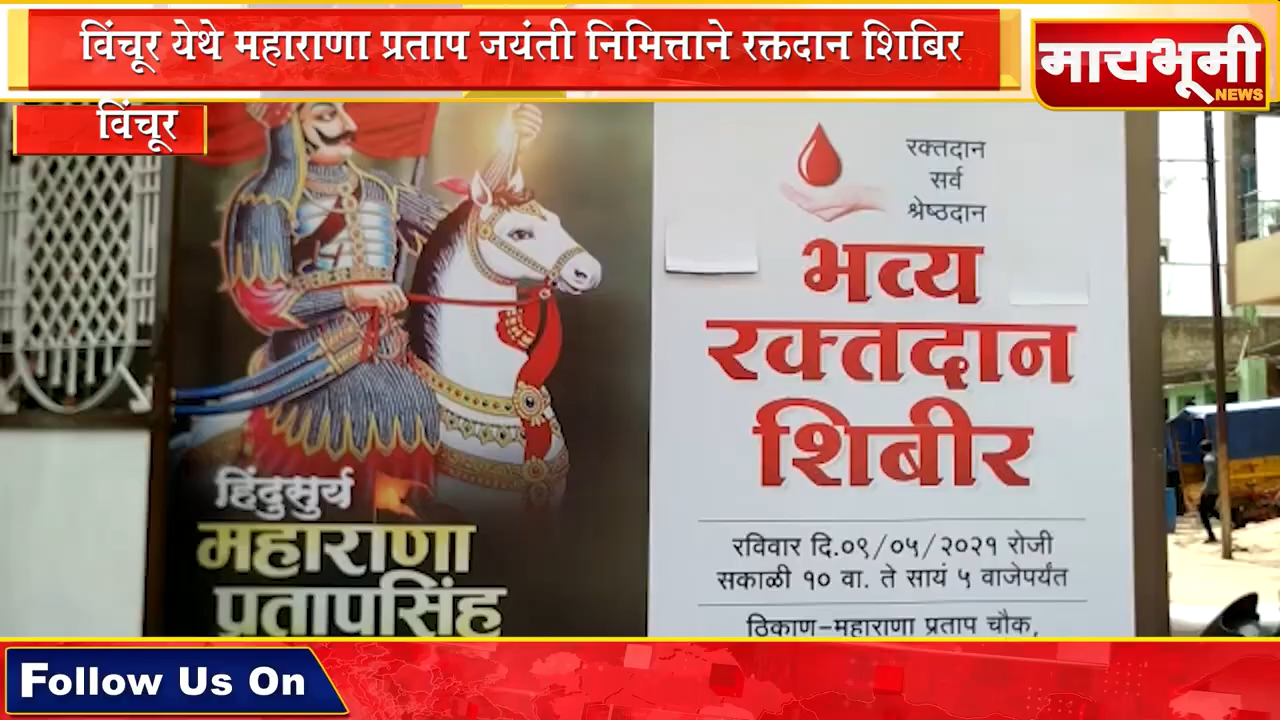 विंचूर येथे महाराणा प्रताप जयंती निमित्ताने रक्तदान शिबिर
मायभूमी
NEWS
विंचूर
रक्तदान
सर्व
श्रेष्ठदान
भव्य
रक्तदान
शिबीर
रविवार दि.०९/०५/२०२१ रोजी
सकाळी १० वा. ते सायं ५ वाजेपर्यंत
ठिकाण-महाराणा प्रताप चौक,
हिंदुसुर्य
महाराणा
प्रतापसिंह
Follow Us On